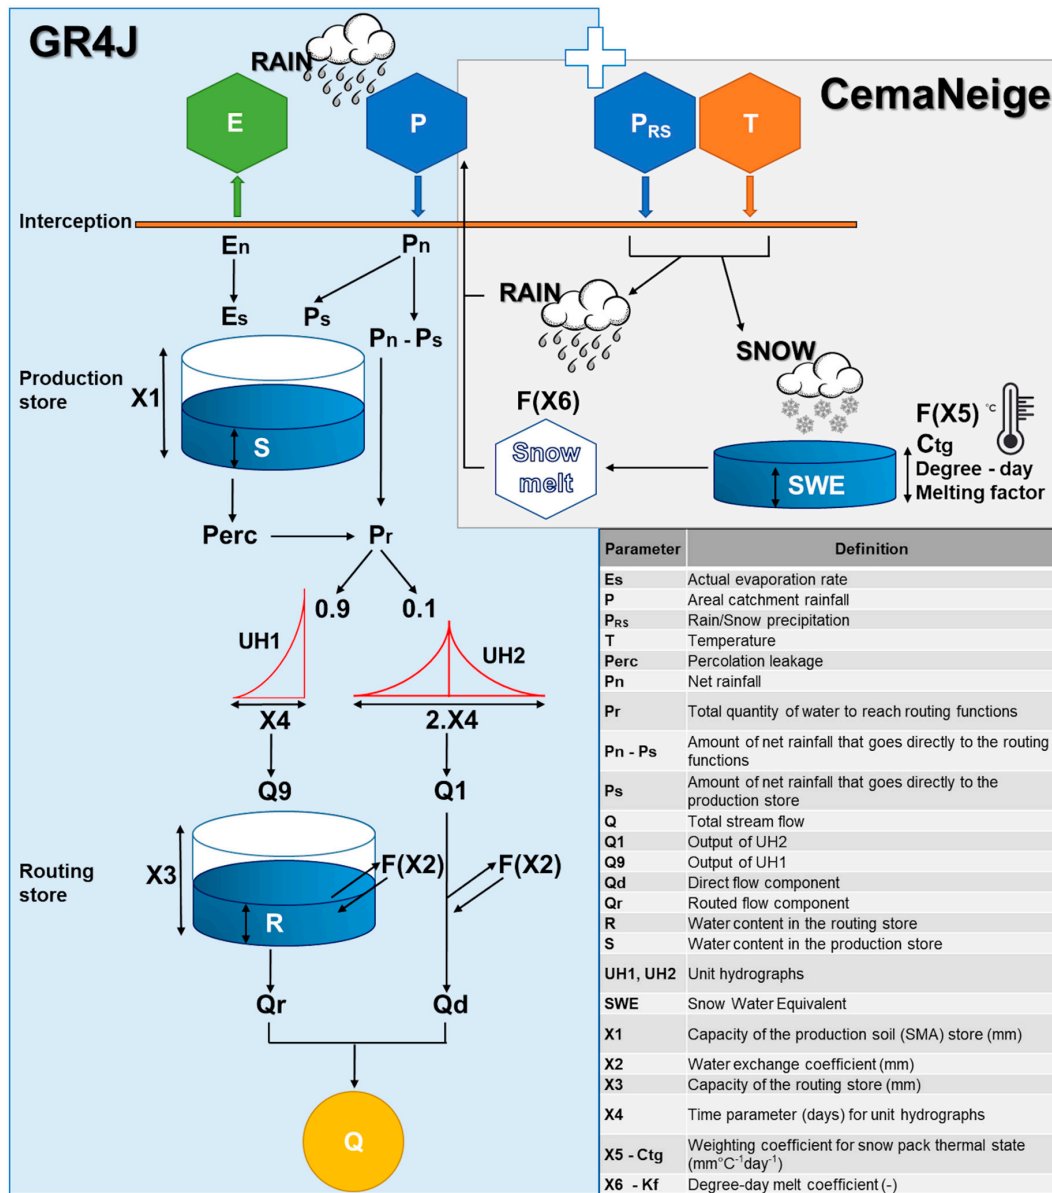 GR4J
CemaNeige
RAIN
E
P
PRS
T
Interception
En
Pn
Es
Ps
Pn - Ps
RAIN
SNOW
Production
store
X1
S
F(X6)
Snow
melt
F(X5)
°C
Ctg
Degree - day
Melting factor
SWE
Perc
Pr
0.9
0.1
UH1
UH2
X4
2.X4
Q9
Q1
Routing
store
X3
F(X2)
F(X2)
R
Qr
Qd
Q
Parameter Definition
Es Actual evaporation rate
P Areal catchment rainfall
PRS Rain/Snow precipitation
T Temperature
Perc Percolation leakage
Pn Net rainfall
Pr Total quantity of water to reach routing functions
Pn - Ps Amount of net rainfall that goes directly to the routing
functions
Ps Amount of net rainfall that goes directly to the
production store
Q Total stream flow
Q1 Output of UH2
Q9 Output of UH1
Qd Direct flow component
Qr Routed flow component
R Water content in the routing store
S Water content in the production store
UH1, UH2 Unit hydrographs
SWE Snow Water Equivalent
X1 Capacity of the production soil (SMA) store (mm)
X2 Water exchange coefficient (mm)
X3 Capacity of the routing store (mm)
X4 Time parameter (days) for unit hydrographs
X5 - Ctg Weighting coefficient for snow pack thermal state
(mm°C⁻¹day⁻¹)
X6 - Kf Degree-day melt coefficient (-)